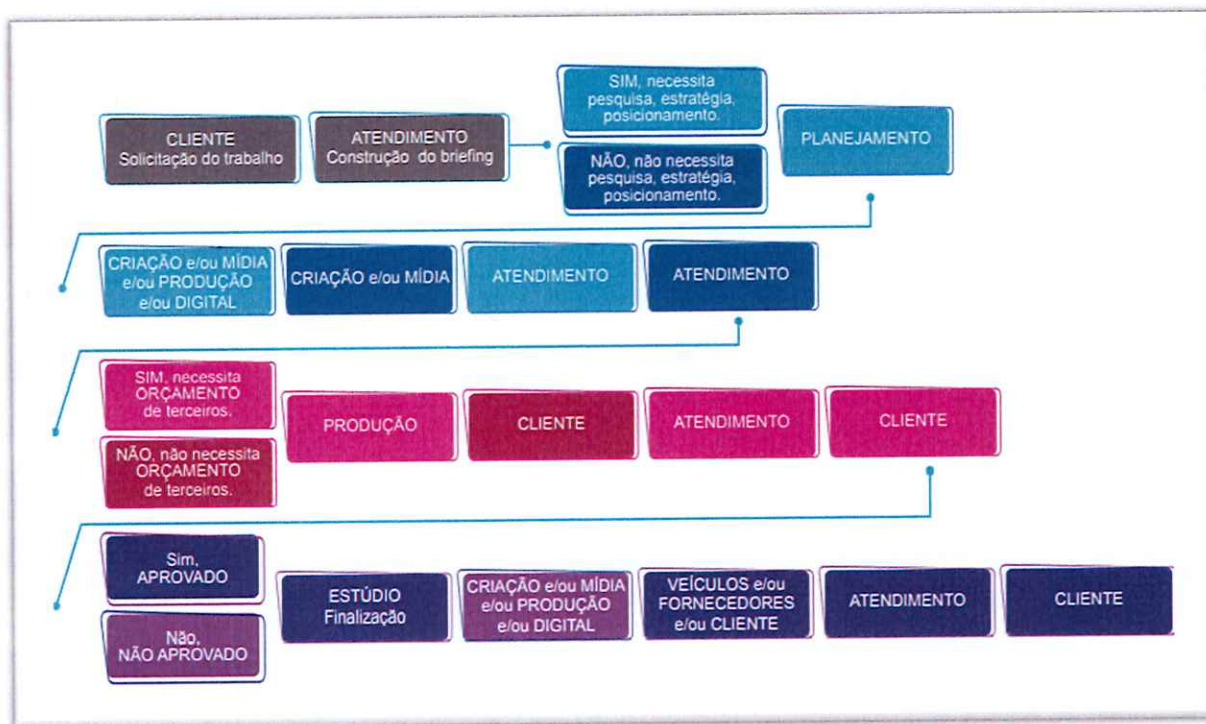 CLIENTE
Solicitação do trabalho
ATENDIMENTO
Construção do briefing
SIM, necessita
pesquisa, estratégia,
posicionamento.
NÃO, não necessita
pesquisa, estratégia,
posicionamento.
PLANEJAMENTO
CRIAÇÃO e/ou MÍDIA
e/ou PRODUÇÃO
e/ou DIGITAL
CRIAÇÃO e/ou MÍDIA
ATENDIMENTO
ATENDIMENTO
SIM, necessita
ORÇAMENTO
de terceiros.
NÃO, não necessita
ORÇAMENTO
de terceiros.
PRODUÇÃO
CLIENTE
ATENDIMENTO
CLIENTE
Sim,
APROVADO
Não,
NÃO APROVADO
ESTÚDIO
Finalização
CRIAÇÃO e/ou MÍDIA
e/ou PRODUÇÃO
e/ou DIGITAL
VEÍCULOS e/ou
FORNECEDORES
e/ou CLIENTE
ATENDIMENTO
CLIENTE